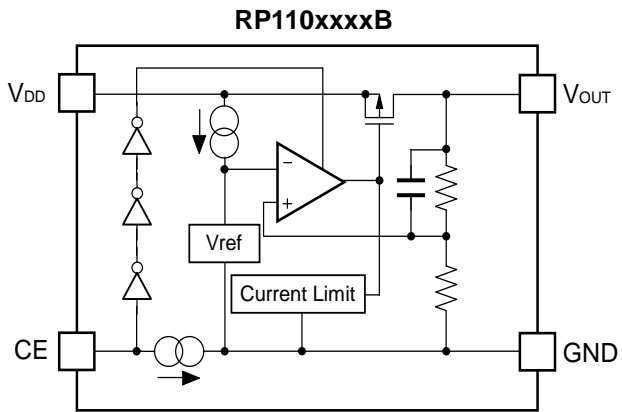 RP110xxxxB
VDD
VOUT
−
+
Vref
Current Limit
CE
GND